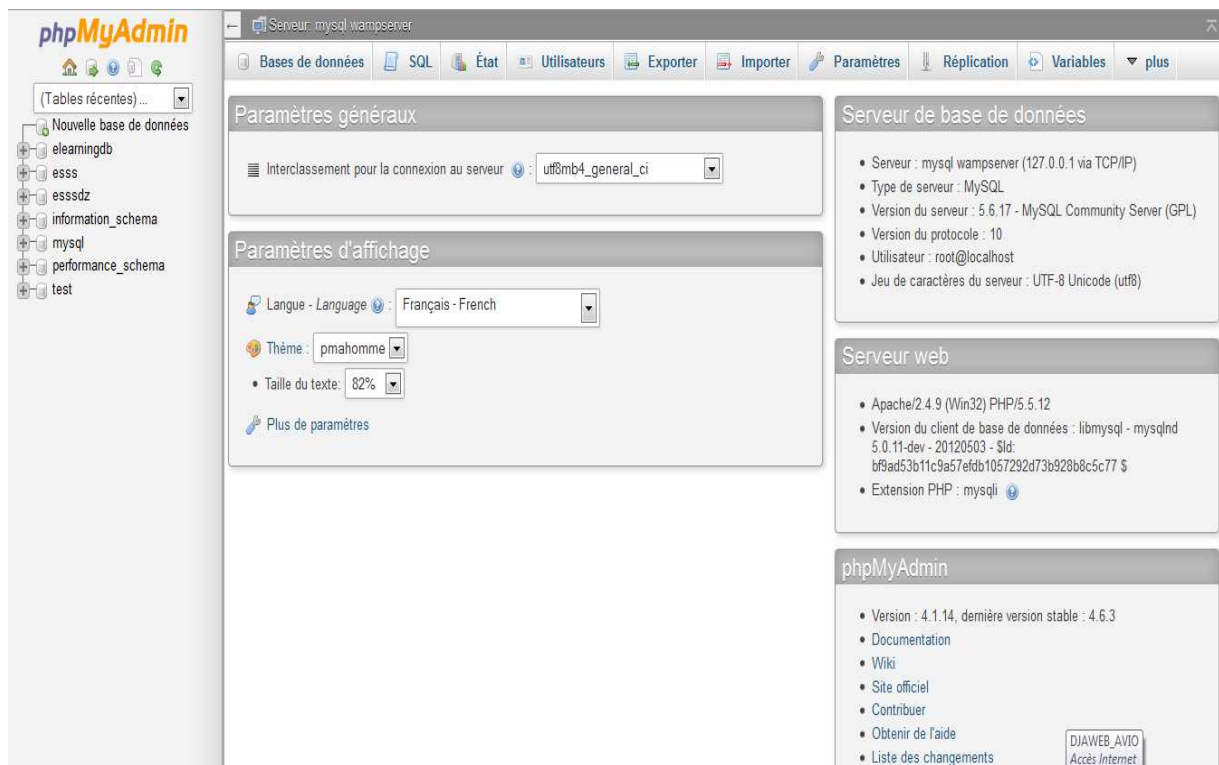 phpMyAdmin
(Tables récentes) ...
Nouvelle base de données
elearningdb
esss
esssdz
information_schema
mysql
performance_schema
test
Serveur: mysql wampserver
Bases de données SQL État Utilisateurs Exporter Importer Paramètres Réplication Variables plus
Paramètres généraux
Interclassement pour la connexion au serveur : utf8mb4_general_ci
Paramètres d'affichage
Langue - Language : Français - French
Thème : pmahomme
• Taille du texte: 82%
Plus de paramètres
Serveur de base de données
• Serveur : mysql wampserver (127.0.0.1 via TCP/IP)
• Type de serveur : MySQL
• Version du serveur : 5.6.17 - MySQL Community Server (GPL)
• Version du protocole : 10
• Utilisateur : root@localhost
• Jeu de caractères du serveur : UTF-8 Unicode (utf8)
Serveur web
• Apache/2.4.9 (Win32) PHP/5.5.12
• Version du client de base de données : libmysql - mysqlnd
5.0.11-dev - 20120503 - $Id:
bf9ad53b11c9a57efdb1057292d73b928b8c5c77 $
• Extension PHP : mysqli
phpMyAdmin
• Version : 4.1.14, dernière version stable : 4.6.3
• Documentation
• Wiki
• Site officiel
• Contribuer
• Obtenir de l'aide
• Liste des changements
DJAWEB_AVIO
Accès Internet